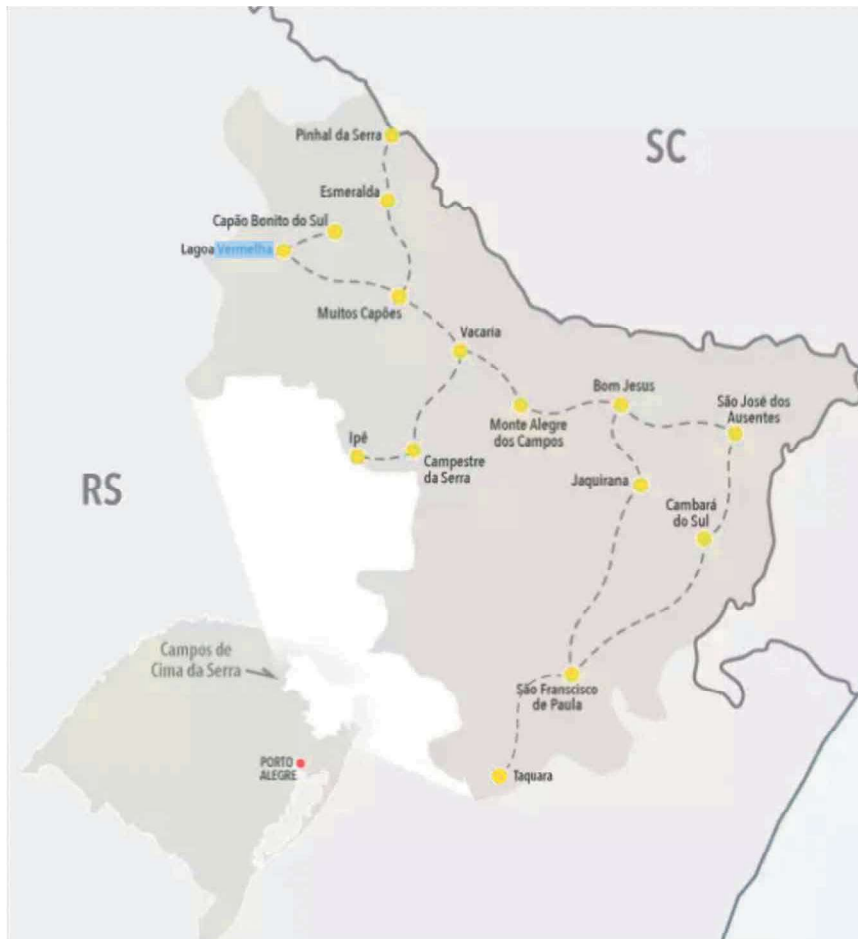 Pinhal da Serra
SC
Esmeralda
Capão Bonito do Sul
Lagoa Vermelha
Muitos Capões
Vacaria
Bom Jesus
São José dos
Ausentes
Monte Alegre
dos Campos
Ipê
Campestre
da Serra
RS
Jaquirana
Cambará
do Sul
Campos de
Cima da Serra
São Franscisco
de Paula
PORTO
ALEGRE
Taquara